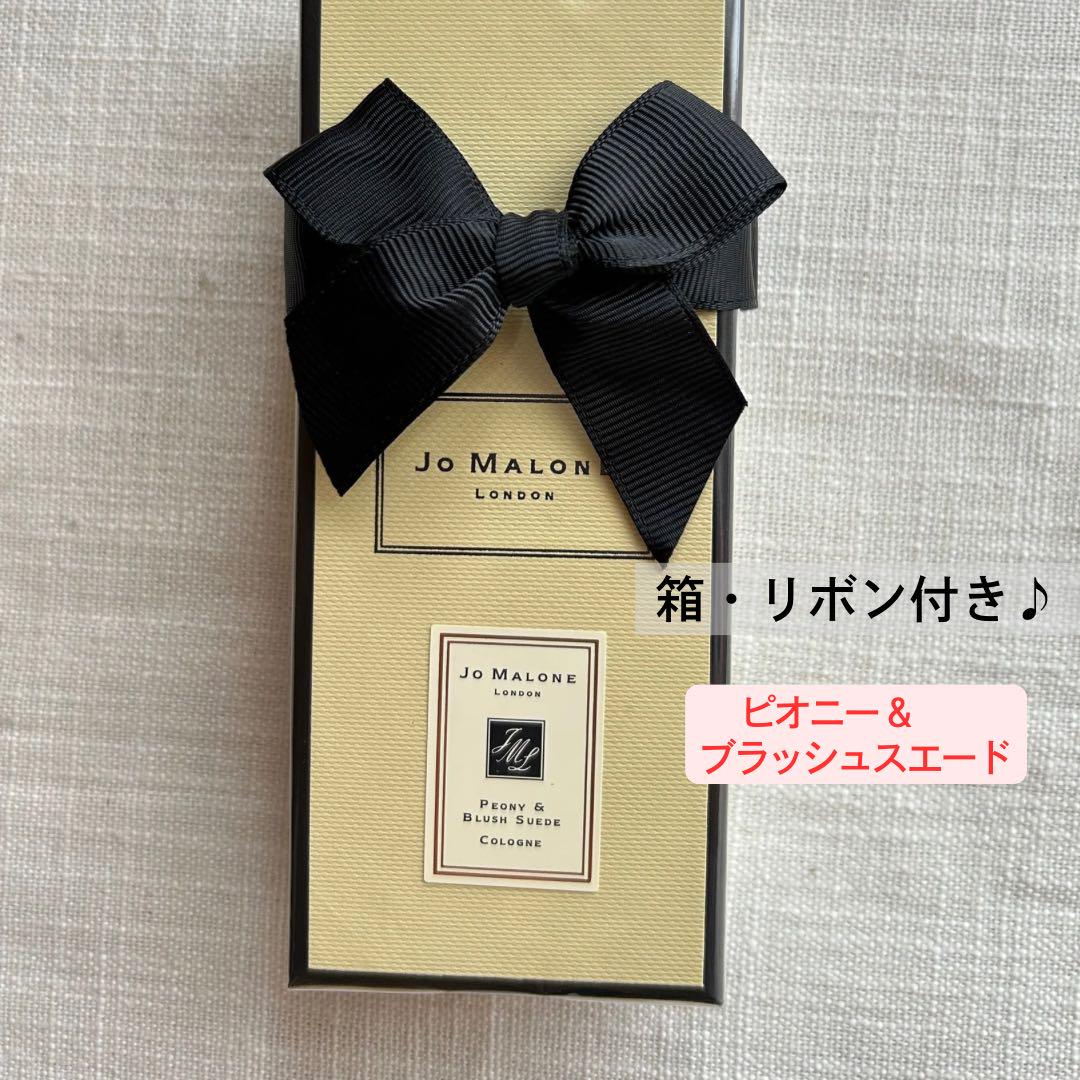 JO MALONE
LONDON
箱・リボン付き♪
JO MALONE
LONDON
JML
ピオニー＆
ブラッシュスエード
PEONY &
BLUSH SUEDE
COLOGNE